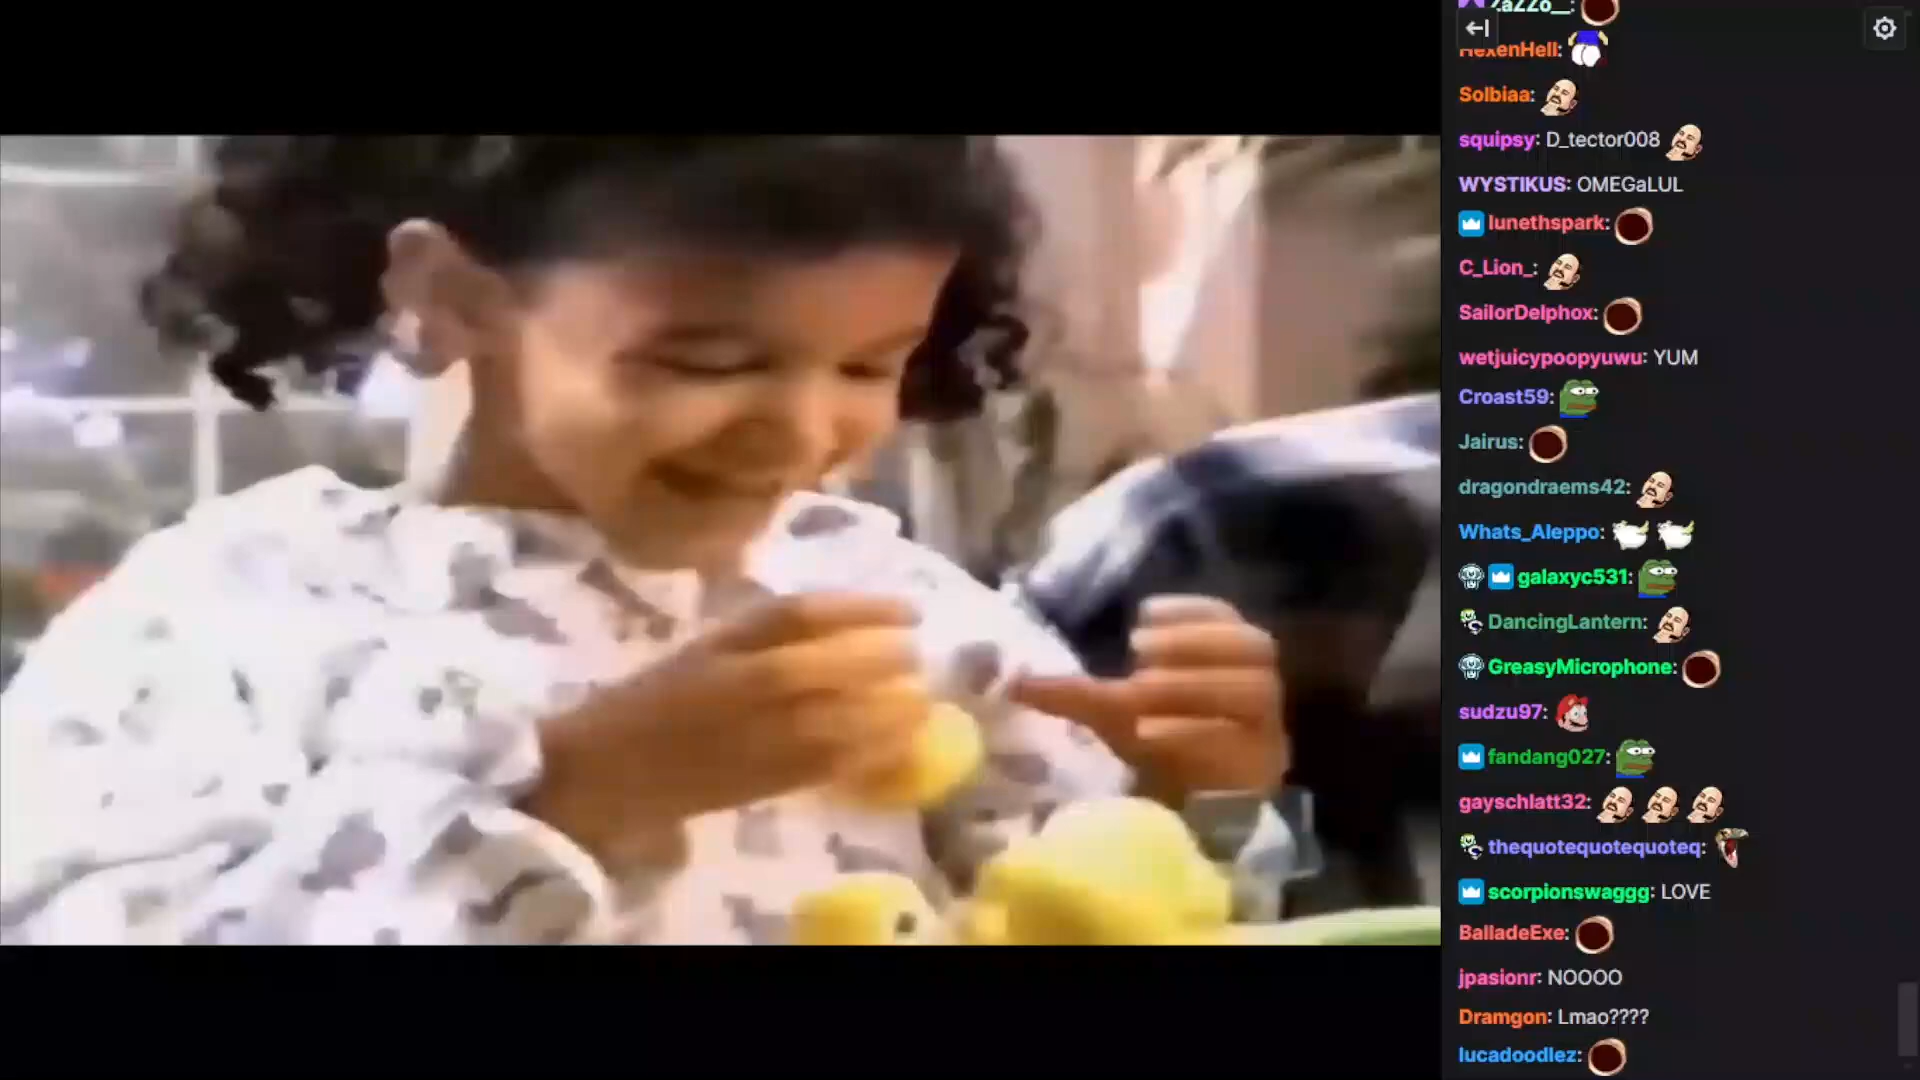 HexenHell:
Solbiaa:
squipsy: D_tector008
WYSTIKUS: OMEGaLUL
lunethspark:
C_Lion_:
SailorDelphox:
wetjuicypoopyuwu: YUM
Croast59:
Jairus:
dragondraems42:
Whats_Aleppo:
galaxyc531:
DancingLantern:
GreasyMicrophone:
sudzu97:
fandang027:
gayschlatt32:
thequotequotequoteq:
scorpionswaggg: LOVE
BalladeExe:
jpasionr: NOOOO
Dramgon: Lmao????
lucadoodlez: